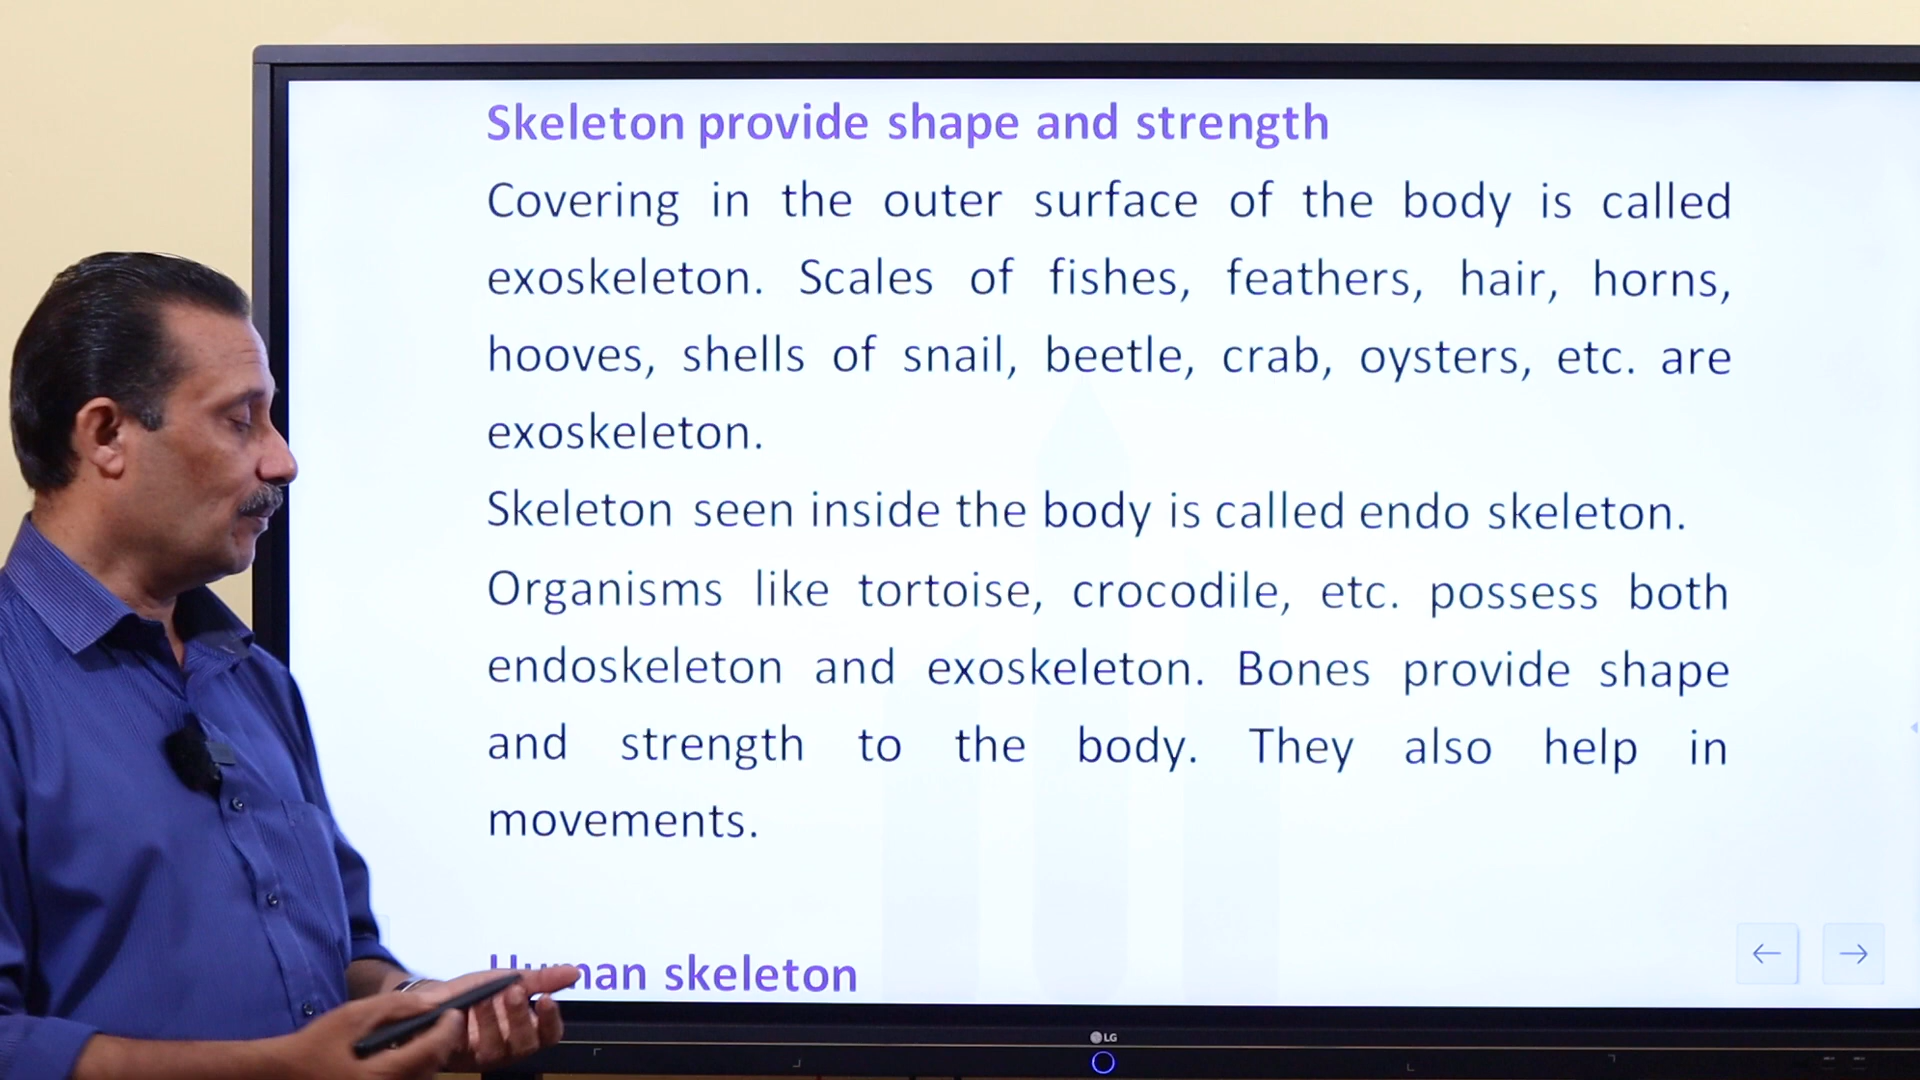 Skeleton provide shape and strength
Covering in the outer surface of the body is called
exoskeleton. Scales of fishes, feathers, hair, horns,
hooves, shells of snail, beetle, crab, oysters, etc. are
exoskeleton.
Skeleton seen inside the body is called endo skeleton.
Organisms like tortoise, crocodile, etc. possess both
endoskeleton and exoskeleton. Bones provide shape
and strength to the body. They also help in
movements.
Human skeleton
LG